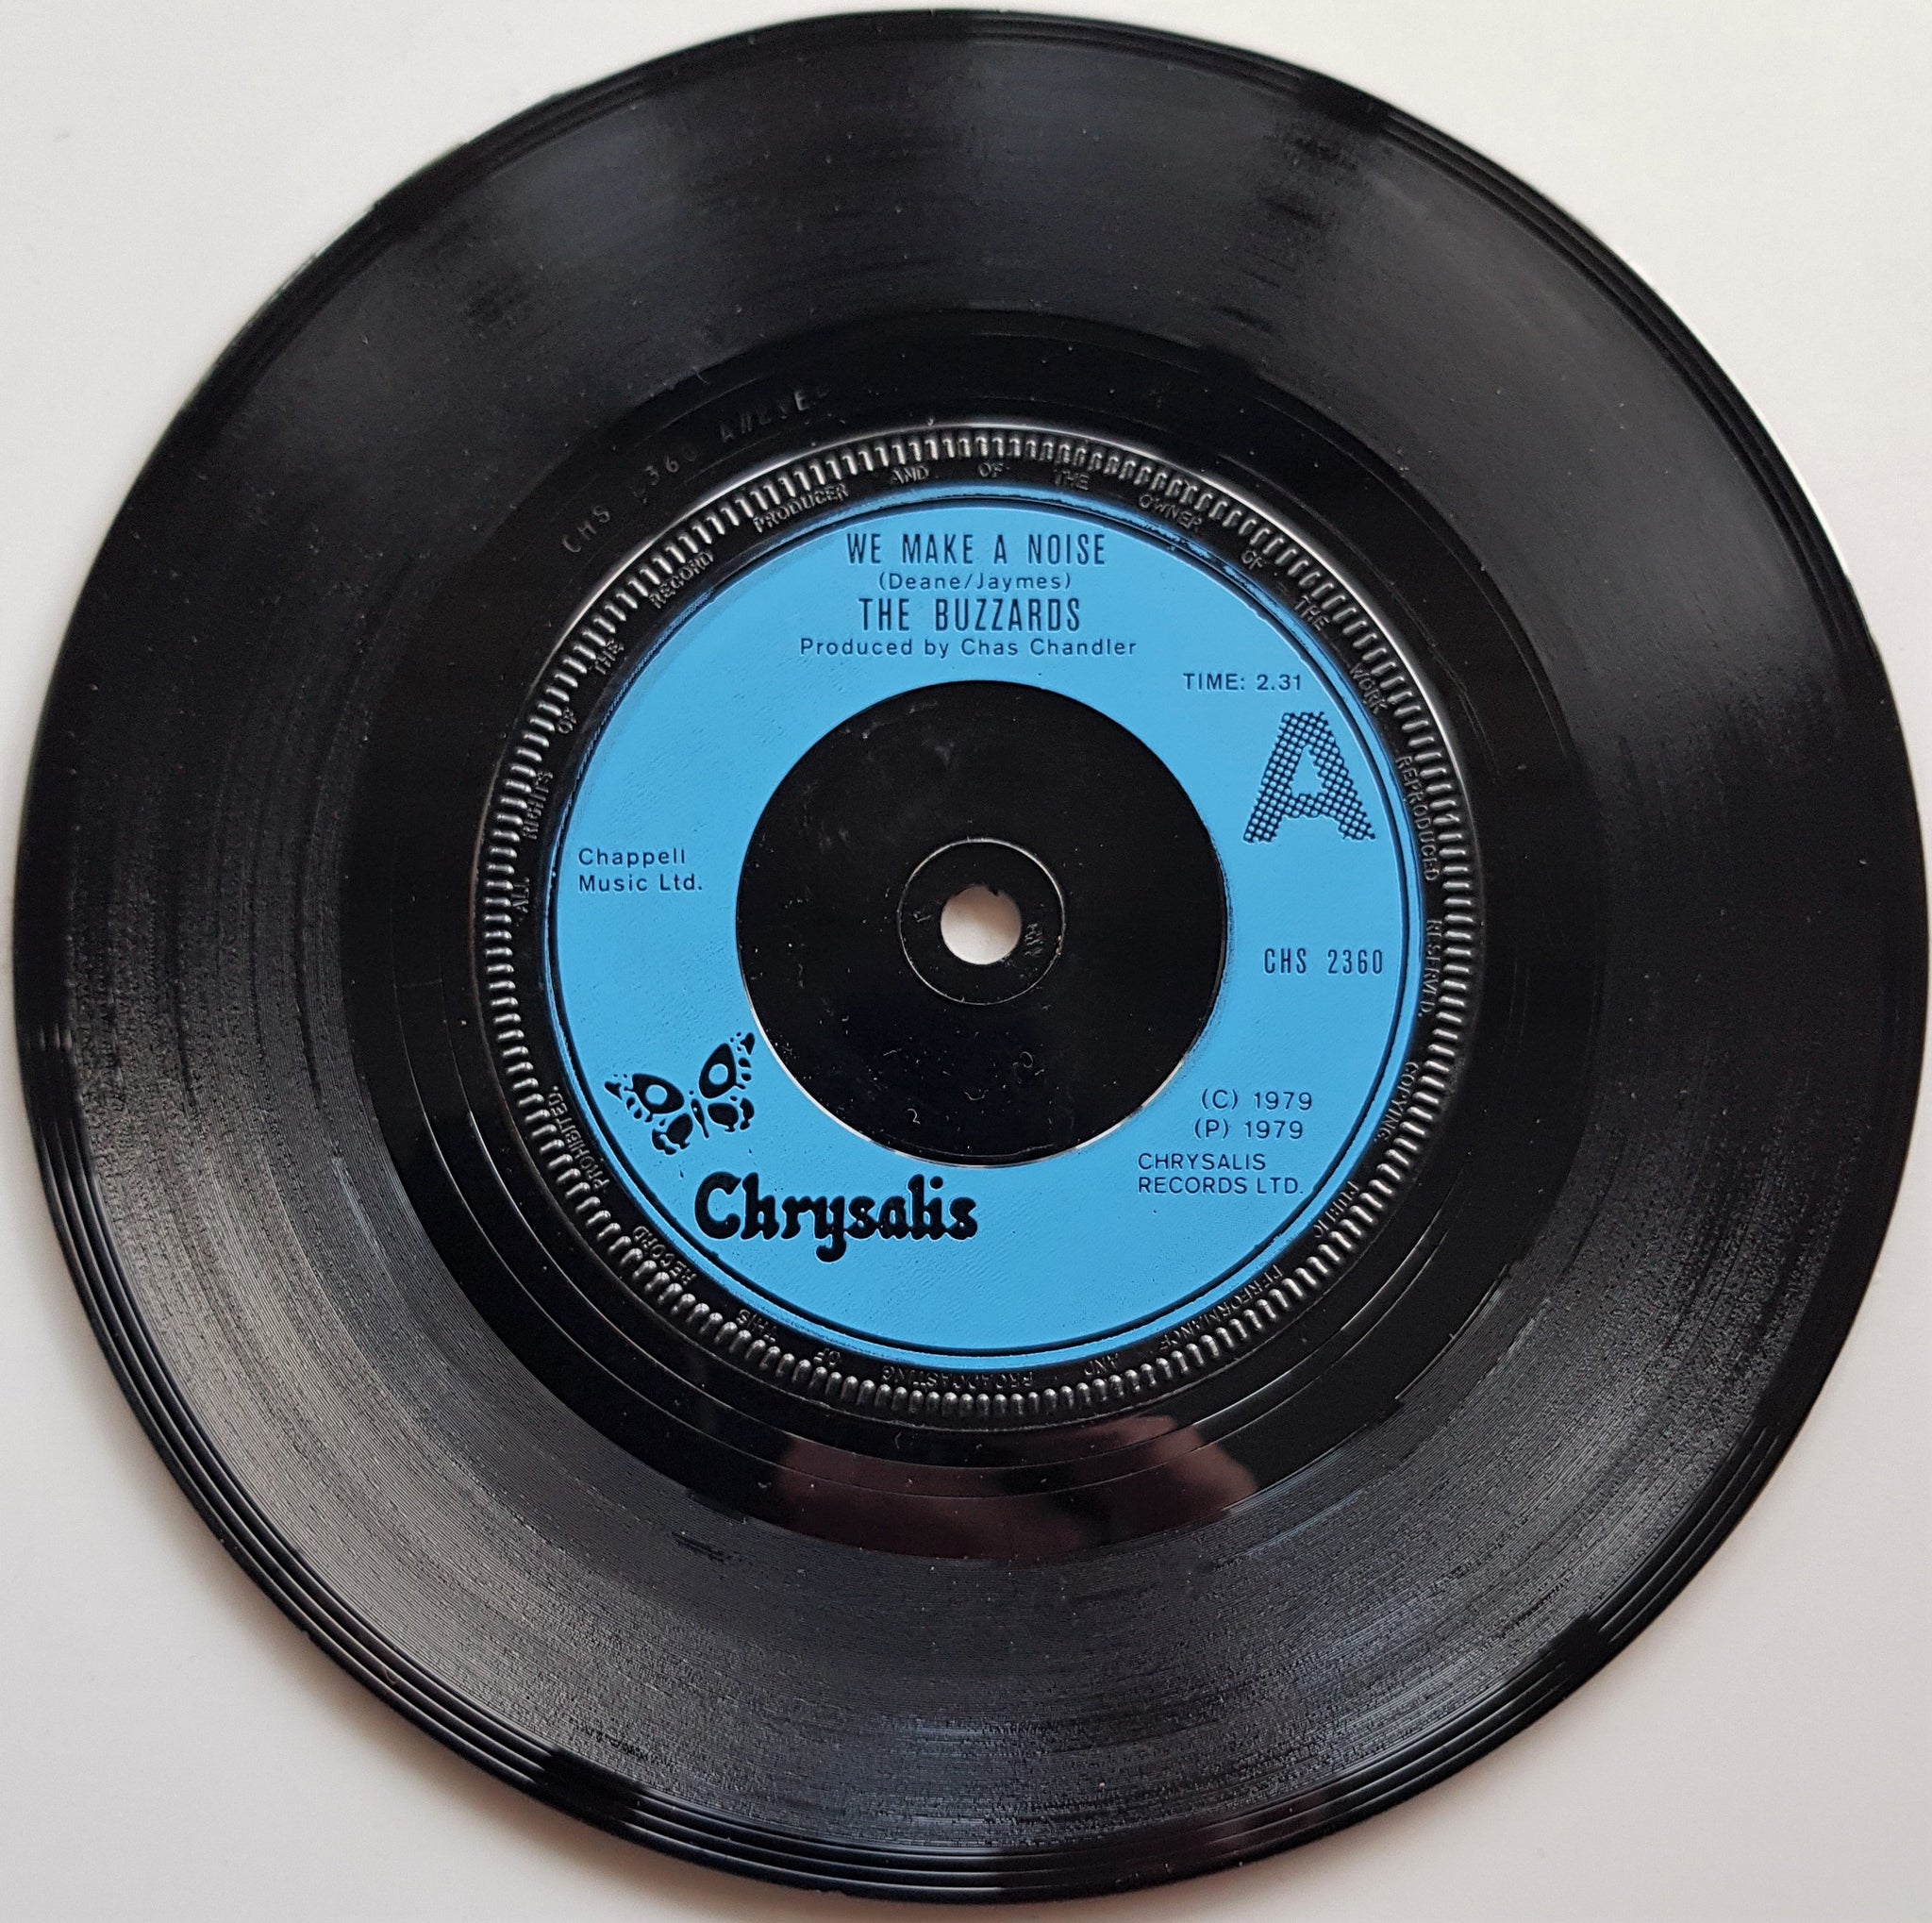 WE MAKE A NOISE
(Deane/Jaymes)
THE BUZZARDS
Produced by Chas Chandler
TIME: 2.31
A
Chappell
Music Ltd.
CHS 2360
(C) 1979
(P) 1979
CHRYSALIS
RECORDS LTD.
Chrysalis
ALL RIGHTS OF THE RECORD PRODUCER AND OF THE OWNER OF THE WORK REPRODUCED RESERVED. COPYING, PUBLIC PERFORMANCE AND BROADCASTING OF THIS RECORD PROHIBITED.
CHS